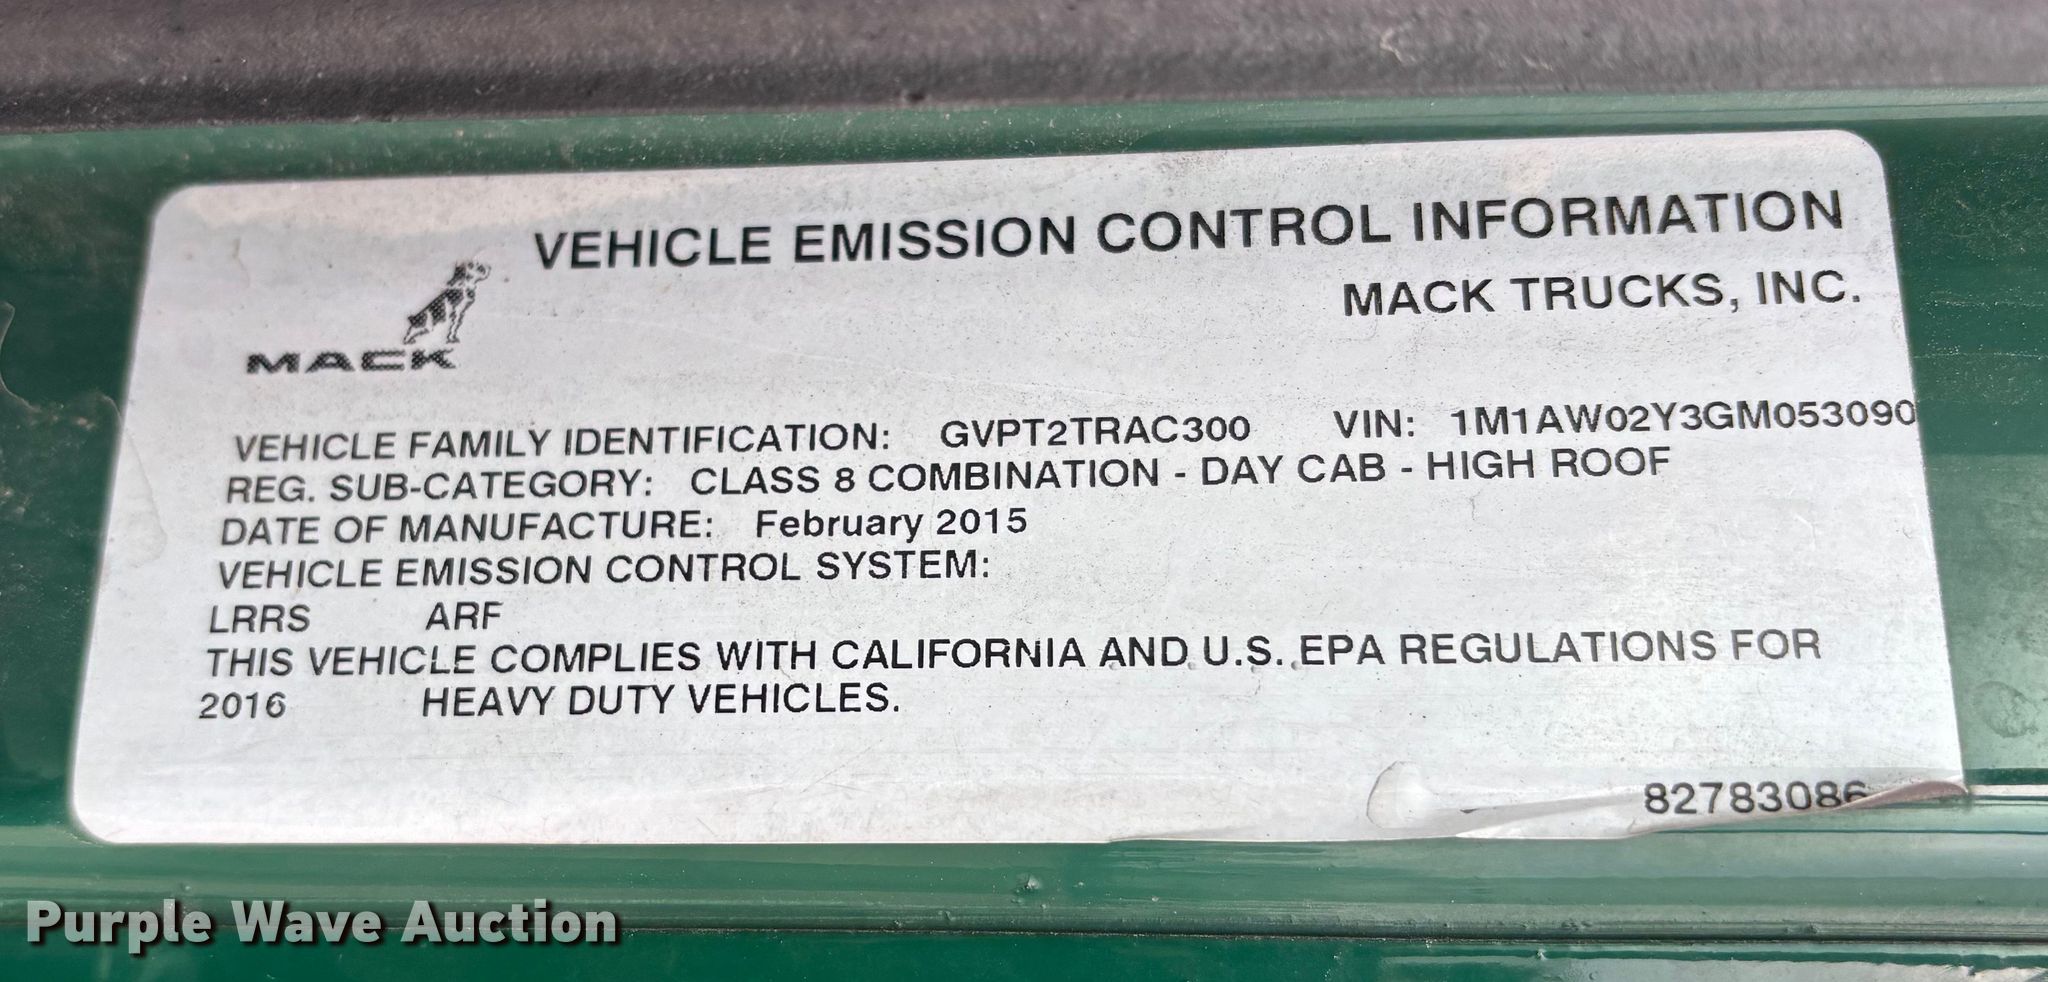 VEHICLE EMISSION CONTROL INFORMATION
MACK TRUCKS, INC.
MACK
VEHICLE FAMILY IDENTIFICATION: GVPT2TRAC300 VIN: 1M1AW02Y3GM053090
REG. SUB-CATEGORY: CLASS 8 COMBINATION - DAY CAB - HIGH ROOF
DATE OF MANUFACTURE: February 2015
VEHICLE EMISSION CONTROL SYSTEM:
LRRS ARF
THIS VEHICLE COMPLIES WITH CALIFORNIA AND U.S. EPA REGULATIONS FOR
2016 HEAVY DUTY VEHICLES.
82783086
Purple Wave Auction